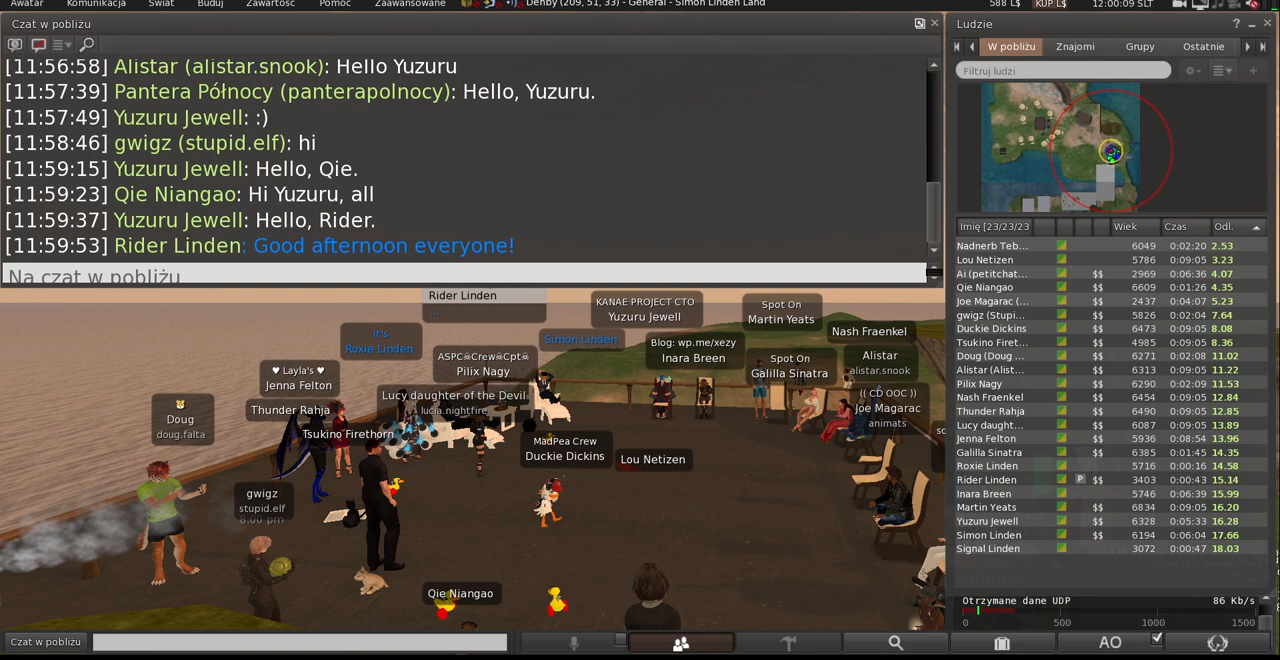 Awatar Komunikacja Świat Buduj Zawartość Pomoc Zaawansowane Denby (209, 51, 33) - General - Simon Linden Land 588 L$ KUP L$ 12:00:09 SLT
Czat w pobliżu
[11:56:58] Alistar (alistar.snook): Hello Yuzuru
[11:57:39] Pantera Północy (panterapolnocy): Hello, Yuzuru.
[11:57:49] Yuzuru Jewell: :)
[11:58:46] gwigz (stupid.elf): hi
[11:59:15] Yuzuru Jewell: Hello, Qie.
[11:59:23] Qie Niangao: Hi Yuzuru, all
[11:59:37] Yuzuru Jewell: Hello, Rider.
[11:59:53] Rider Linden: Good afternoon everyone!
Na czat w pobliżu
Rider Linden
...
KANAE PROJECT CTO
Yuzuru Jewell
Spot On
Martin Yeats
It's-
Roxie Linden
Simon Linden
Nash Fraenkel
Blog: wp.me/xezy
Inara Breen
ASPC☠Crew☠Cpt☠
Pilix Nagy
Spot On
Galilla Sinatra
Alistar
alistar.snook
♥ Layla's ♥
Jenna Felton
Lucy daughter of the Devil
lucia.nightfire
(( CD OOC ))
Joe Magarac
animats
Doug
doug.falta
Thunder Rahja
Tsukino Firethorn
MadPea Crew
Duckie Dickins
Lou Netizen
gwigz
stupid.elf
8:00 pm
Qie Niangao
Czat w pobliżu
AO
Ludzie
?
W pobliżu Znajomi Grupy Ostatnie
Filtruj ludzi
Imię [23/23/23 Wiek Czas Odl.
Nadnerb Teb... 6049 0:02:20 2.53
Lou Netizen 5786 0:09:05 3.23
Ai (petitchat... $$ 2969 0:06:36 4.07
Qie Niangao $$ 6609 0:01:26 4.35
Joe Magarac (... $$ 2437 0:04:07 5.23
gwigz (Stupi... $$ 5826 0:02:04 7.64
Duckie Dickins 6473 0:09:05 8.08
Tsukino Firet... $$ 4985 0:09:05 8.36
Doug (Doug ... $$ 6271 0:02:08 11.02
Alistar (Alist... $$ 6313 0:09:05 11.22
Pilix Nagy $$ 6290 0:02:09 11.53
Nash Fraenkel $$ 6454 0:09:05 12.84
Thunder Rahja $$ 6490 0:09:05 12.85
Lucy daught... $$ 6087 0:09:05 13.89
Jenna Felton $$ 5936 0:08:54 13.96
Galilla Sinatra $$ 6385 0:01:45 14.35
Roxie Linden 5716 0:00:16 14.58
Rider Linden P $$ 3403 0:00:43 15.14
Inara Breen 5746 0:06:39 15.99
Martin Yeats $$ 6834 0:09:05 16.20
Yuzuru Jewell $$ 6328 0:05:33 16.28
Simon Linden $$ 6194 0:06:04 17.66
Signal Linden 3072 0:00:47 18.03
Otrzymane dane UDP 86 Kb/s
0 500 1000 1500